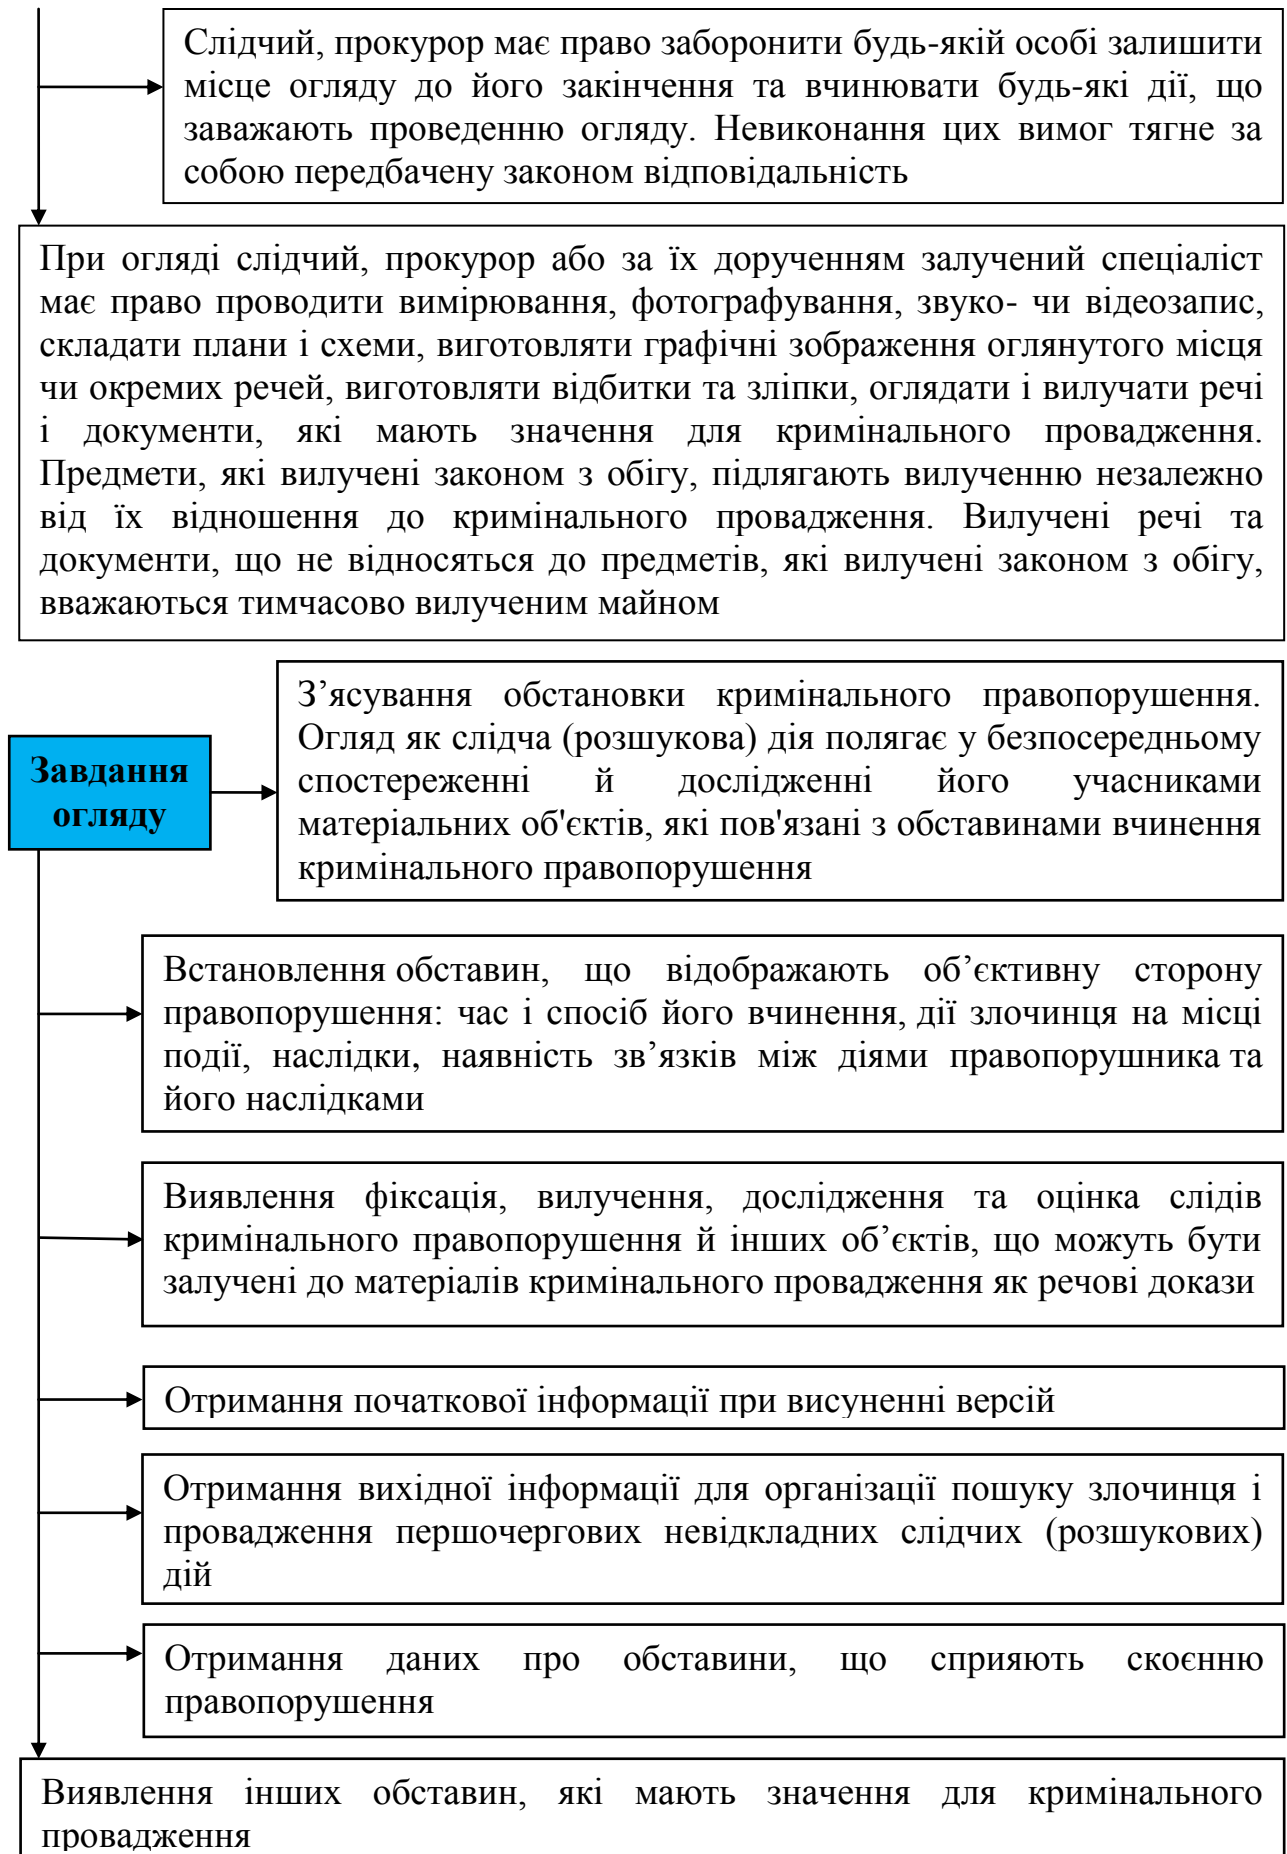 Слідчий, прокурор має право заборонити будь-якій особі залишити
місце огляду до його закінчення та вчинювати будь-які дії, що
заважають проведенню огляду. Невиконання цих вимог тягне за
собою передбачену законом відповідальність
При огляді слідчий, прокурор або за їх дорученням залучений спеціаліст
має право проводити вимірювання, фотографування, звуко- чи відеозапис,
складати плани і схеми, виготовляти графічні зображення оглянутого місця
чи окремих речей, виготовляти відбитки та зліпки, оглядати і вилучати речі
і документи, які мають значення для кримінального провадження.
Предмети, які вилучені законом з обігу, підлягають вилученню незалежно
від їх відношення до кримінального провадження. Вилучені речі та
документи, що не відносяться до предметів, які вилучені законом з обігу,
вважаються тимчасово вилученим майном
Завдання
огляду
З’ясування обстановки кримінального правопорушення.
Огляд як слідча (розшукова) дія полягає у безпосередньому
спостереженні й дослідженні його учасниками
матеріальних об'єктів, які пов'язані з обставинами вчинення
кримінального правопорушення
Встановлення обставин, що відображають об’єктивну сторону
правопорушення: час і спосіб його вчинення, дії злочинця на місці
події, наслідки, наявність зв’язків між діями правопорушника та
його наслідками
Виявлення фіксація, вилучення, дослідження та оцінка слідів
кримінального правопорушення й інших об’єктів, що можуть бути
залучені до матеріалів кримінального провадження як речові докази
Отримання початкової інформації при висуненні версій
Отримання вихідної інформації для організації пошуку злочинця і
провадження першочергових невідкладних слідчих (розшукових)
дій
Отримання даних про обставини, що сприяють скоєнню
правопорушення
Виявлення інших обставин, які мають значення для кримінального
провадження